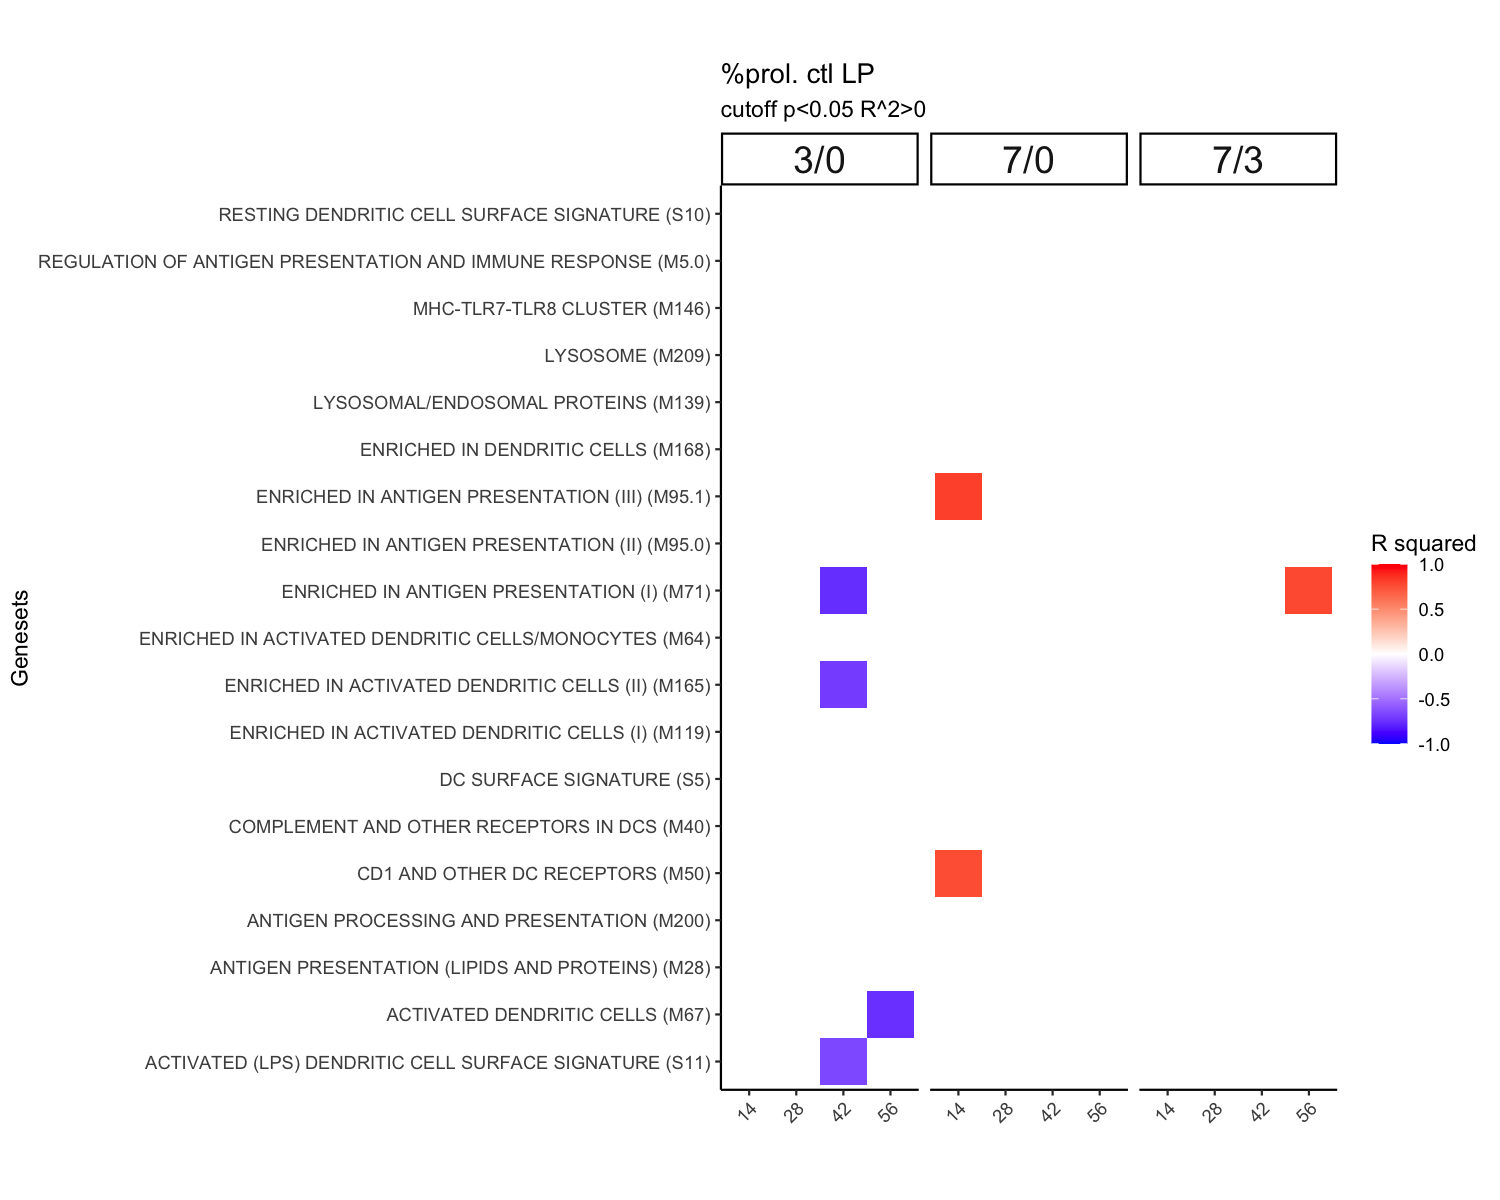 %prol. ctl LP
cutoff p<0.05 R^2>0
3/0 7/0 7/3
RESTING DENDRITIC CELL SURFACE SIGNATURE (S10)
REGULATION OF ANTIGEN PRESENTATION AND IMMUNE RESPONSE (M5.0)
MHC-TLR7-TLR8 CLUSTER (M146)
LYSOSOME (M209)
LYSOSOMAL/ENDOSOMAL PROTEINS (M139)
ENRICHED IN DENDRITIC CELLS (M168)
ENRICHED IN ANTIGEN PRESENTATION (III) (M95.1)
ENRICHED IN ANTIGEN PRESENTATION (II) (M95.0)
ENRICHED IN ANTIGEN PRESENTATION (I) (M71)
ENRICHED IN ACTIVATED DENDRITIC CELLS/MONOCYTES (M64)
ENRICHED IN ACTIVATED DENDRITIC CELLS (II) (M165)
ENRICHED IN ACTIVATED DENDRITIC CELLS (I) (M119)
DC SURFACE SIGNATURE (S5)
COMPLEMENT AND OTHER RECEPTORS IN DCS (M40)
CD1 AND OTHER DC RECEPTORS (M50)
ANTIGEN PROCESSING AND PRESENTATION (M200)
ANTIGEN PRESENTATION (LIPIDS AND PROTEINS) (M28)
ACTIVATED DENDRITIC CELLS (M67)
ACTIVATED (LPS) DENDRITIC CELL SURFACE SIGNATURE (S11)
Genesets
14 28 42 56 14 28 42 56 14 28 42 56
R squared
1.0
0.5
0.0
-0.5
-1.0